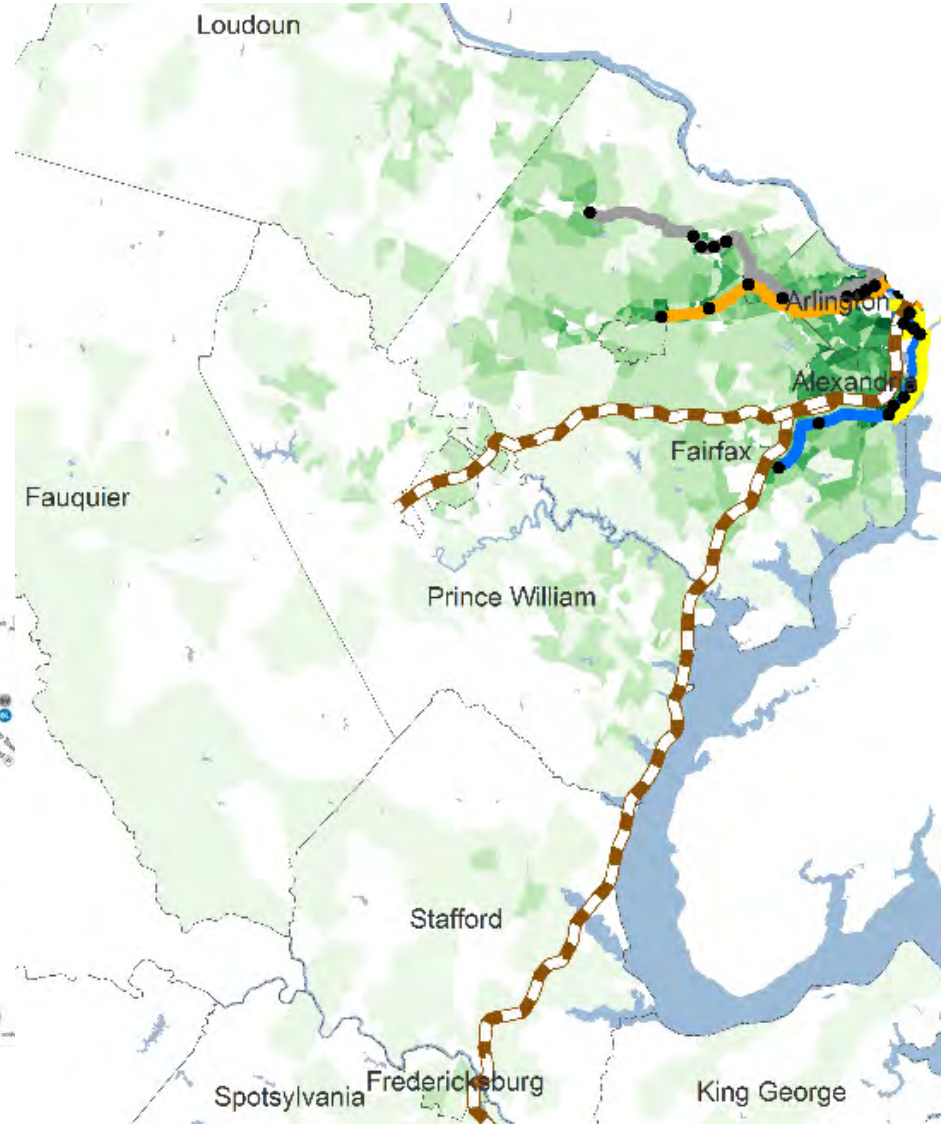 Loudoun
Arlington
Alexandria
Fairfax
Fauquier
Prince William
Stafford
Fredericksburg
Spotsylvania
King George